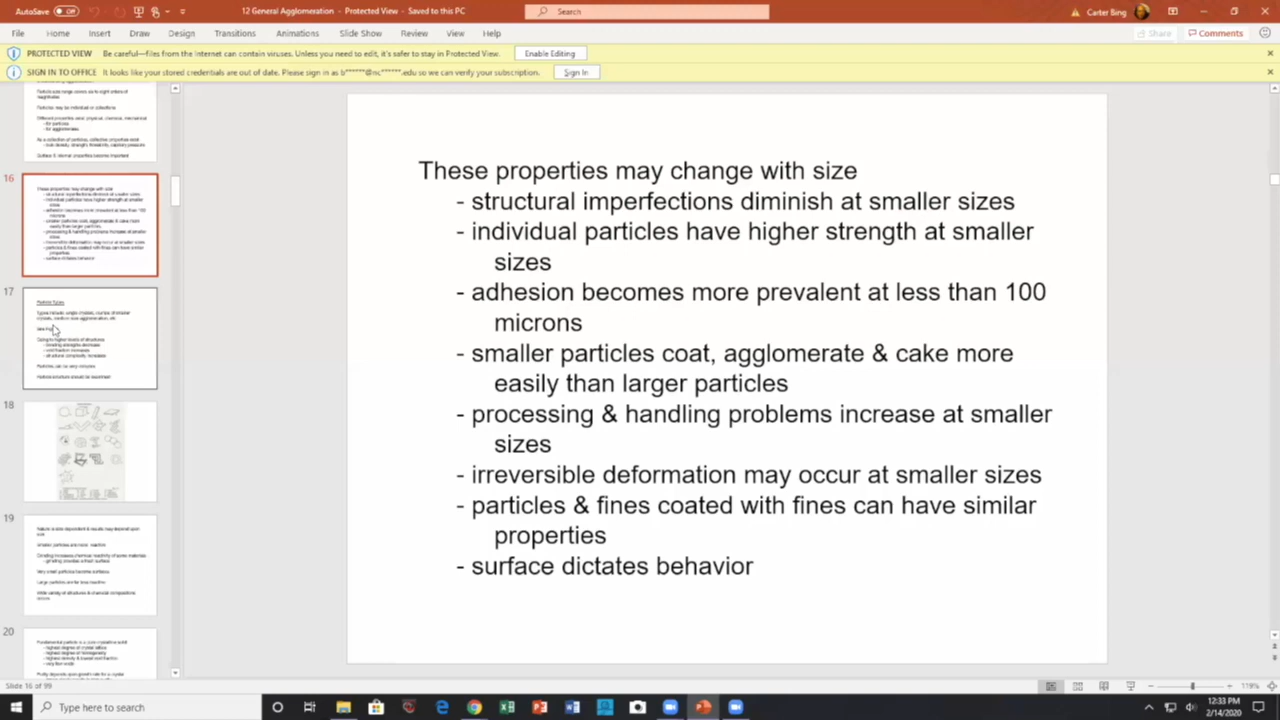 AutoSave Off
12 General Agglomeration - Protected View - Saved to this PC
Search
Carter Bing
File Home Insert Draw Design Transitions Animations Slide Show Review View Help
Share Comments
PROTECTED VIEW Be careful—files from the Internet can contain viruses. Unless you need to edit, it's safer to stay in Protected View. Enable Editing
SIGN IN TO OFFICE It looks like your stored credentials are out of date. Please sign in as b******@nc******.edu so we can verify your subscription. Sign In
16
17
18
19
20
These properties may change with size
- structural imperfections diminish at smaller sizes
- individual particles have higher strength at smaller
sizes
- adhesion becomes more prevalent at less than 100
microns
- smaller particles coat, agglomerate & cake more
easily than larger particles
- processing & handling problems increase at smaller
sizes
- irreversible deformation may occur at smaller sizes
- particles & fines coated with fines can have similar
properties
- surface dictates behavior
Slide 16 of 99
119%
Type here to search
12:33 PM
2/14/2020